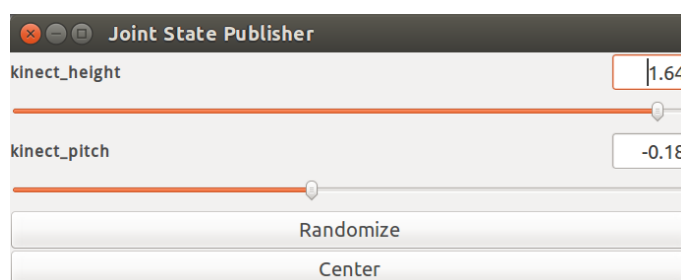 Joint State Publisher
kinect_height
1.64
kinect_pitch
-0.18
Randomize
Center